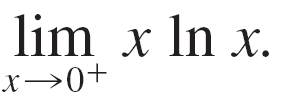 lim x ln x.
x→0⁺